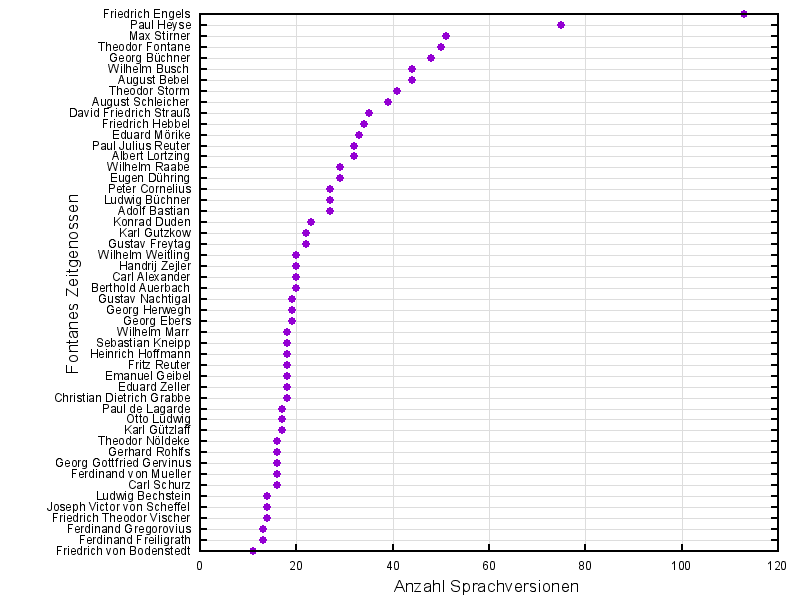 Friedrich Engels
Paul Heyse
Max Stirner
Theodor Fontane
Georg Büchner
Wilhelm Busch
August Bebel
Theodor Storm
August Schleicher
David Friedrich Strauß
Friedrich Hebbel
Eduard Mörike
Paul Julius Reuter
Albert Lortzing
Wilhelm Raabe
Eugen Dühring
Peter Cornelius
Ludwig Büchner
Adolf Bastian
Konrad Duden
Karl Gutzkow
Gustav Freytag
Wilhelm Weitling
Handrij Zejler
Carl Alexander
Berthold Auerbach
Gustav Nachtigal
Georg Herwegh
Georg Ebers
Wilhelm Marr
Sebastian Kneipp
Heinrich Hoffmann
Fritz Reuter
Emanuel Geibel
Eduard Zeller
Christian Dietrich Grabbe
Paul de Lagarde
Otto Ludwig
Karl Gützlaff
Theodor Nöldeke
Gerhard Rohlfs
Georg Gottfried Gervinus
Ferdinand von Mueller
Carl Schurz
Ludwig Bechstein
Joseph Victor von Scheffel
Friedrich Theodor Vischer
Ferdinand Gregorovius
Ferdinand Freiligrath
Friedrich von Bodenstedt
Fontanes Zeitgenossen
0 20 40 60 80 100 120
Anzahl Sprachversionen